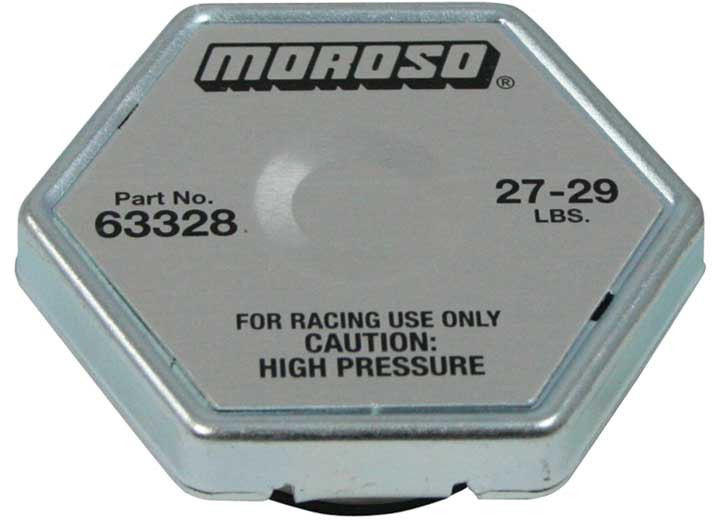 MOROSO®
Part No.
63328
27-29
LBS.
FOR RACING USE ONLY
CAUTION:
HIGH PRESSURE